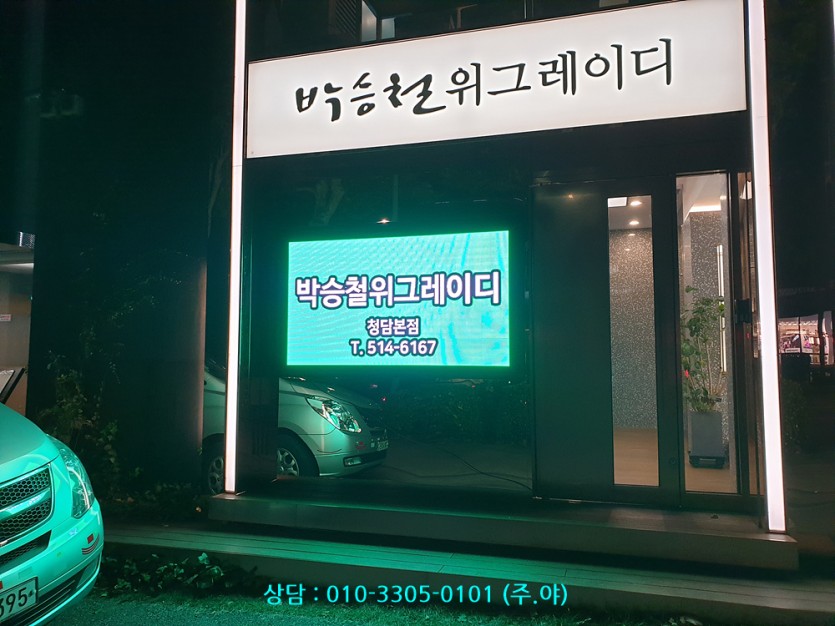 박승철위그레이디
박승철위그레이디
청담본점
T. 514-6167
395
상담 : 010-3305-0101 (주.야)